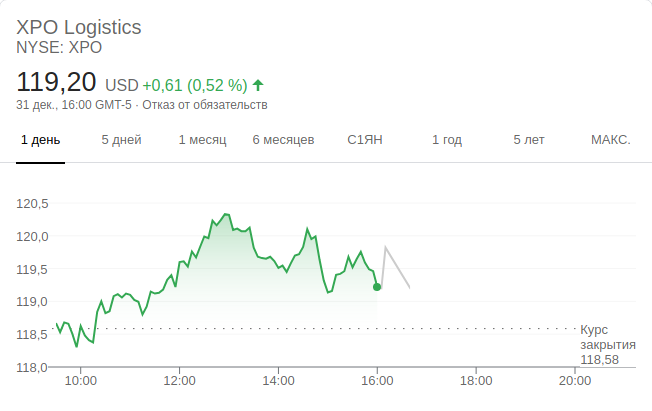 XPO Logistics
NYSE: XPO
119,20 USD +0,61 (0,52 %)
31 дек., 16:00 GMT-5 · Отказ от обязательств
1 день 5 дней 1 месяц 6 месяцев С1ЯН 1 год 5 лет МАКС.
120,5
120,0
119,5
119,0
118,5
118,0
Курс
закрытия
118,58
10:00 12:00 14:00 16:00 18:00 20:00